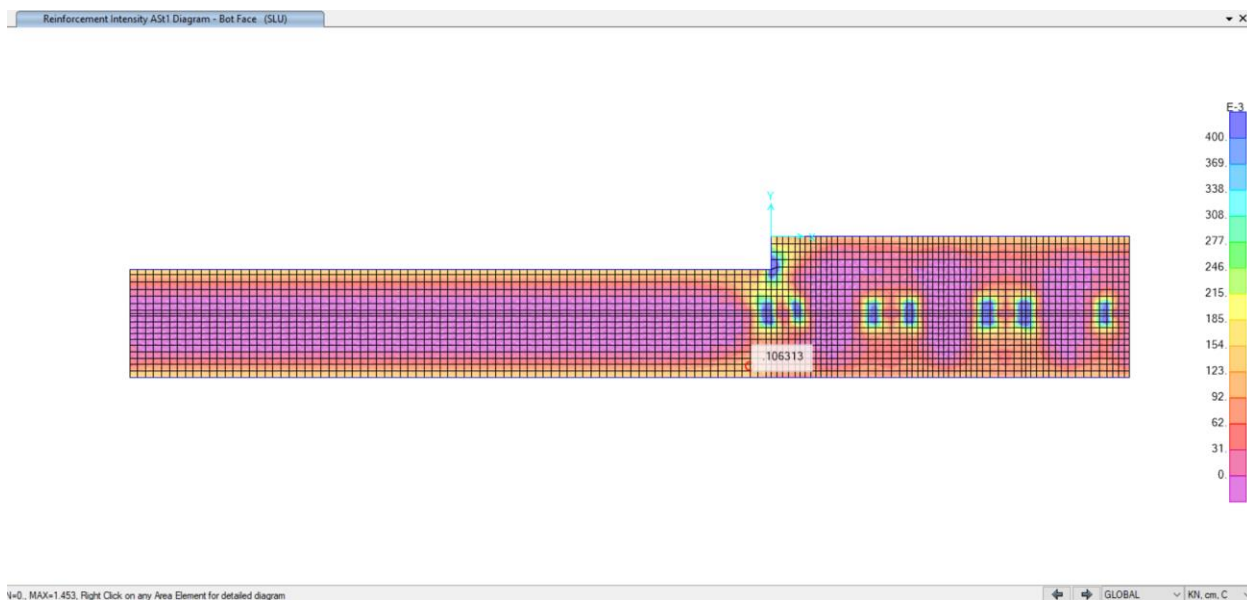 Reinforcement Intensity ASt1 Diagram - Bot Face (SLU)
E-3
400.
369.
338.
308.
277.
246.
215.
185.
154.
123.
92.
62.
31.
0.
Y
X
.106313
N=0., MAX=1.453, Right Click on any Area Element for detailed diagram
GLOBAL
KN, cm, C